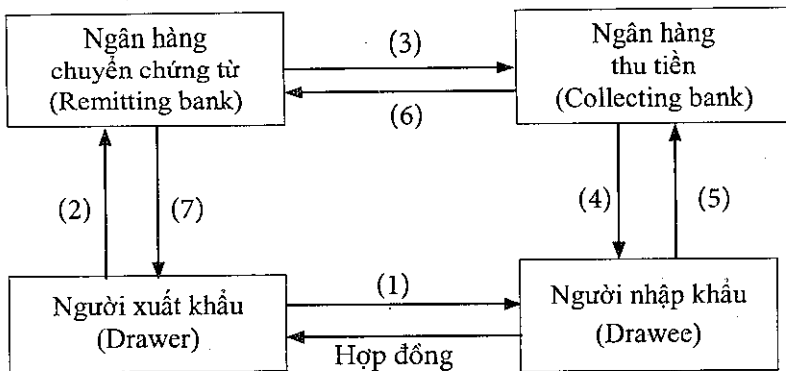 Ngân hàng
chuyển chứng từ
(Remitting bank)
(3)
(6)
Ngân hàng
thu tiền
(Collecting bank)
(2)
(7)
(4)
(5)
Người xuất khẩu
(Drawer)
(1)
Hợp đồng
Người nhập khẩu
(Drawee)